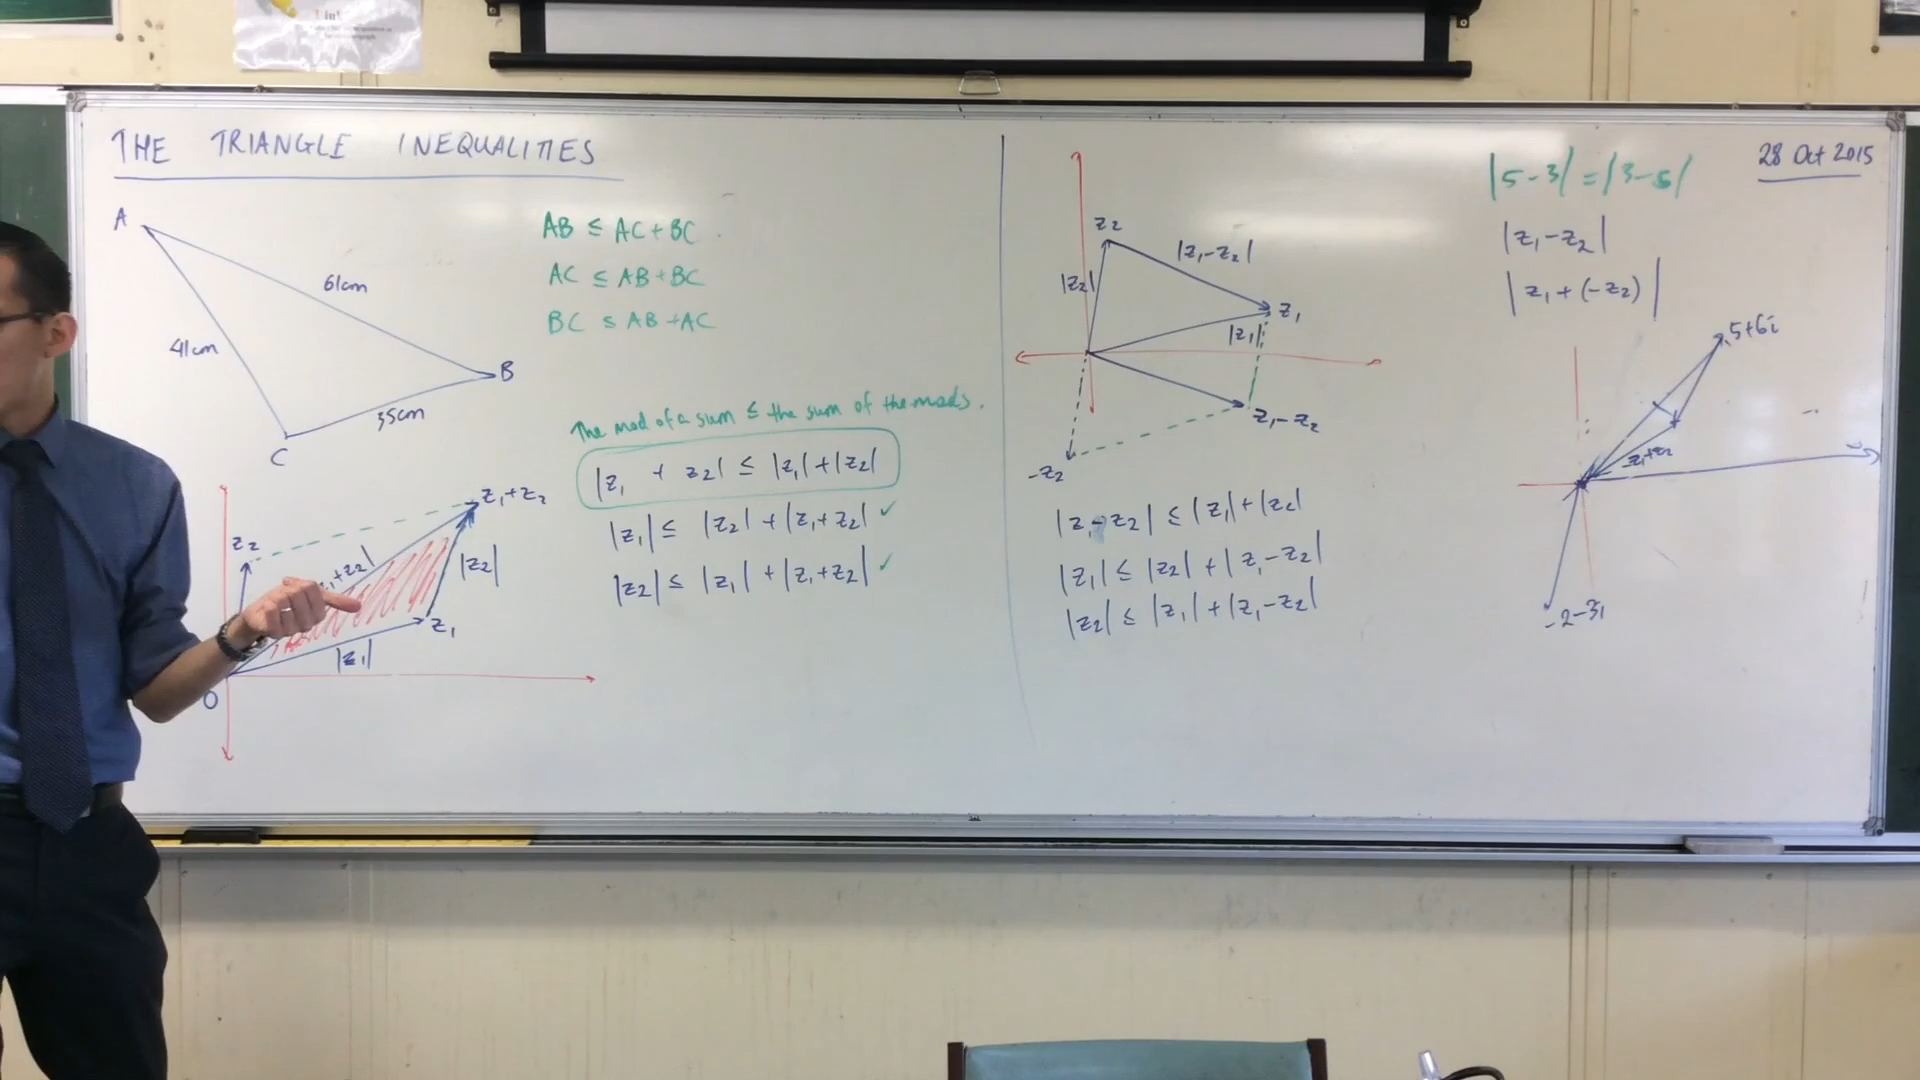 THE TRIANGLE INEQUALITIES
A
61cm
41cm
B
35cm
C
AB ≤ AC + BC
AC ≤ AB + BC
BC ≤ AB + AC
The mod of a sum ≤ the sum of the mods.
|z₁ + z₂| ≤ |z₁| + |z₂|
|z₁| ≤ |z₂| + |z₁+z₂| ✓
|z₂| ≤ |z₁| + |z₁+z₂| ✓
z₁+z₂
z₂
|z₂|
z₁
|z₁|
O
z₂
|z₁-z₂|
|z₂|
z₁
|z₁|
z₁-z₂
-z₂
|z₁-z₂| ≤ |z₁| + |z₂|
|z₁| ≤ |z₂| + |z₁-z₂|
|z₂| ≤ |z₁| + |z₁-z₂|
|5-3| = |3-5|
28 Oct 2015
|z₁-z₂|
|z₁+(-z₂)|
5+6i
z₁+z₂
-2-3i